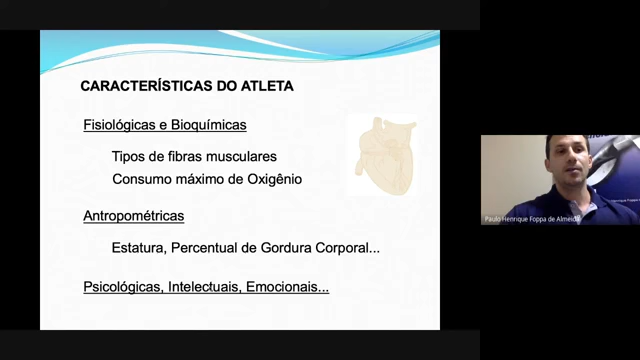 CARACTERÍSTICAS DO ATLETA
Fisiológicas e Bioquímicas
Tipos de fibras musculares
Consumo máximo de Oxigênio
Antropométricas
Estatura, Percentual de Gordura Corporal...
Psicológicas, Intelectuais, Emocionais...
Paulo Henrique Foppa de Almeida